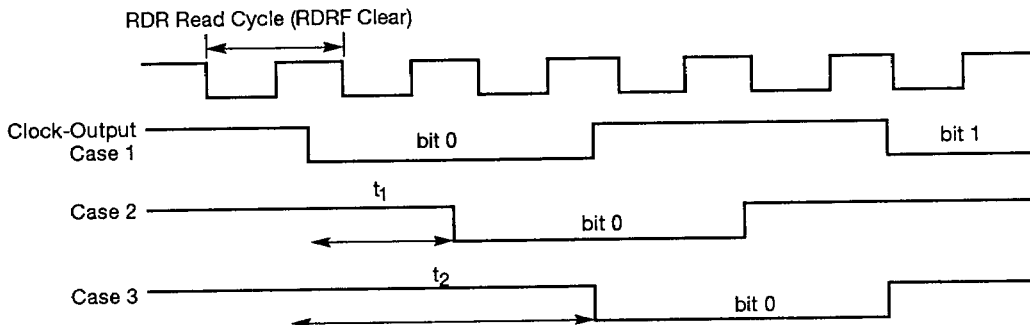 RDR Read Cycle (RDRF Clear)
Clock-Output
Case 1
bit 0
bit 1
t1
Case 2
bit 0
t2
Case 3
bit 0